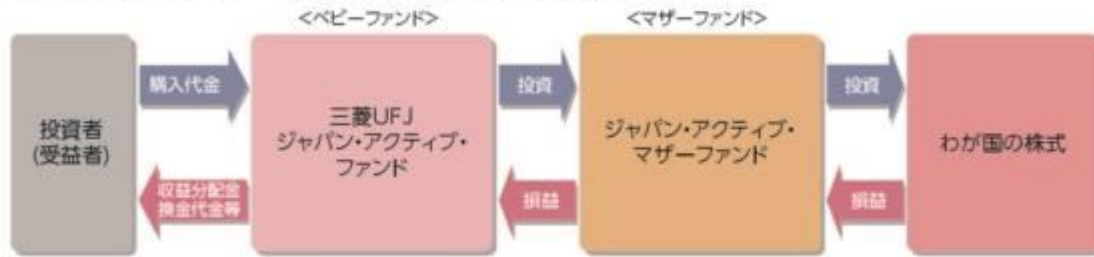 <ベビーファンド>
<マザーファンド>
投資者
(受益者)
購入代金
収益分配金
換金代金等
三菱UFJ
ジャパン・アクティブ・
ファンド
投資
損益
ジャパン・アクティブ・
マザーファンド
投資
損益
わが国の株式